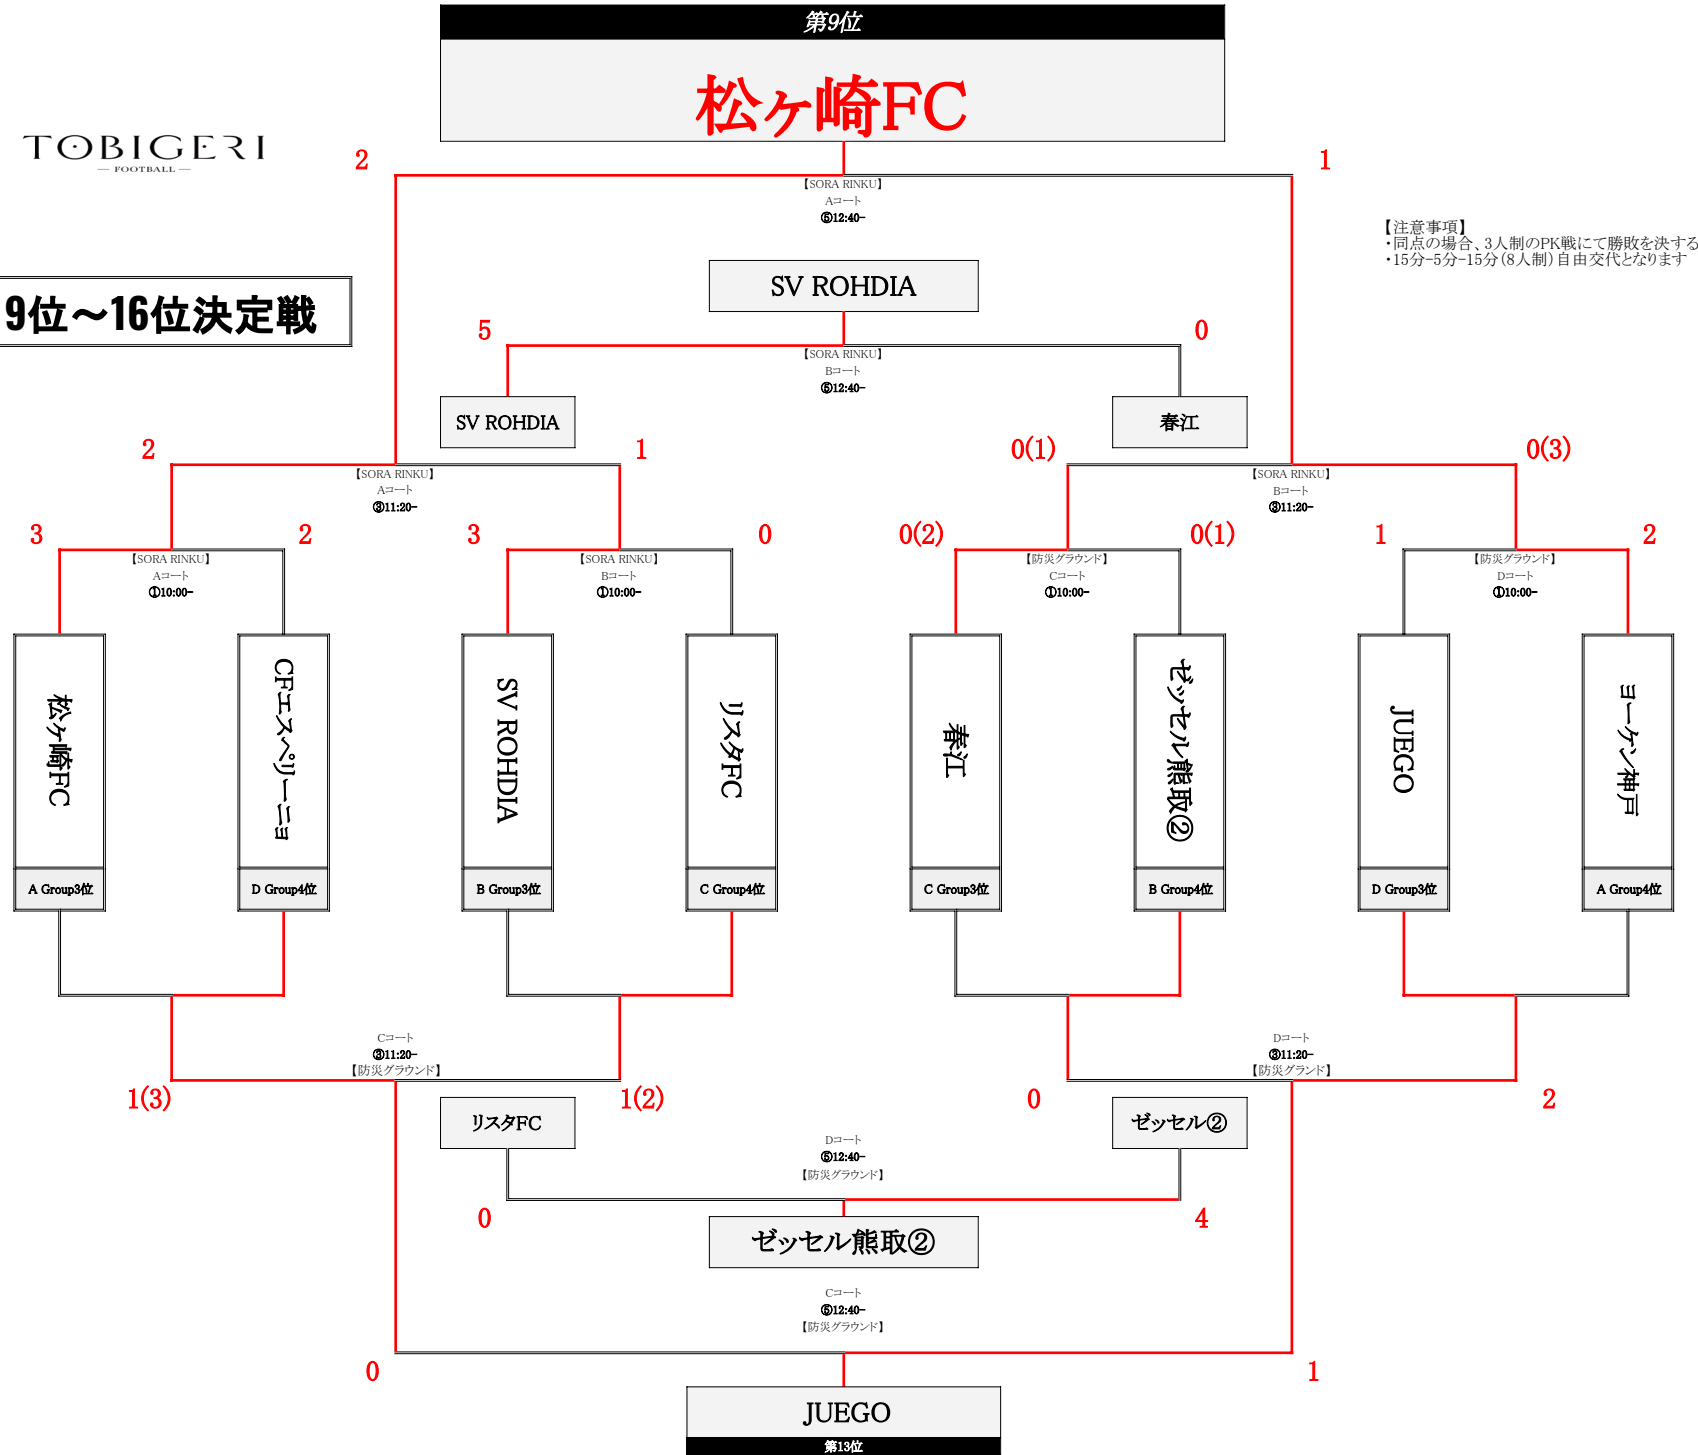 第9位
松ヶ崎FC
TOBIGERI
— FOOTBALL —
2
1
【SORA RINKU】
Aコート
⑤12:40-
【注意事項】
・同点の場合、3人制のPK戦にて勝敗を決する
・15分-5分-15分(8人制)自由交代となります
SV ROHDIA
9位～16位決定戦
5
0
【SORA RINKU】
Bコート
⑤12:40-
SV ROHDIA
春江
2
1
0(1)
0(3)
【SORA RINKU】
Aコート
③11:20-
【SORA RINKU】
Bコート
③11:20-
3
2
3
0
0(2)
0(1)
1
2
【SORA RINKU】
Aコート
①10:00-
【SORA RINKU】
Bコート
①10:00-
【防災グラウンド】
Cコート
①10:00-
【防災グラウンド】
Dコート
①10:00-
松ヶ崎FC
CFエスペリーニョ
SV ROHDIA
リスタFC
春江
ゼッセル熊取②
JUEGO
ヨーケン神戸
A Group3位
D Group4位
B Group3位
C Group4位
C Group3位
B Group4位
D Group3位
A Group4位
Cコート
③11:20-
【防災グラウンド】
Dコート
③11:20-
【防災グランド】
1(3)
1(2)
0
2
リスタFC
ゼッセル②
Dコート
⑤12:40-
【防災グラウンド】
0
4
ゼッセル熊取②
Cコート
⑤12:40-
【防災グラウンド】
0
1
JUEGO
第13位